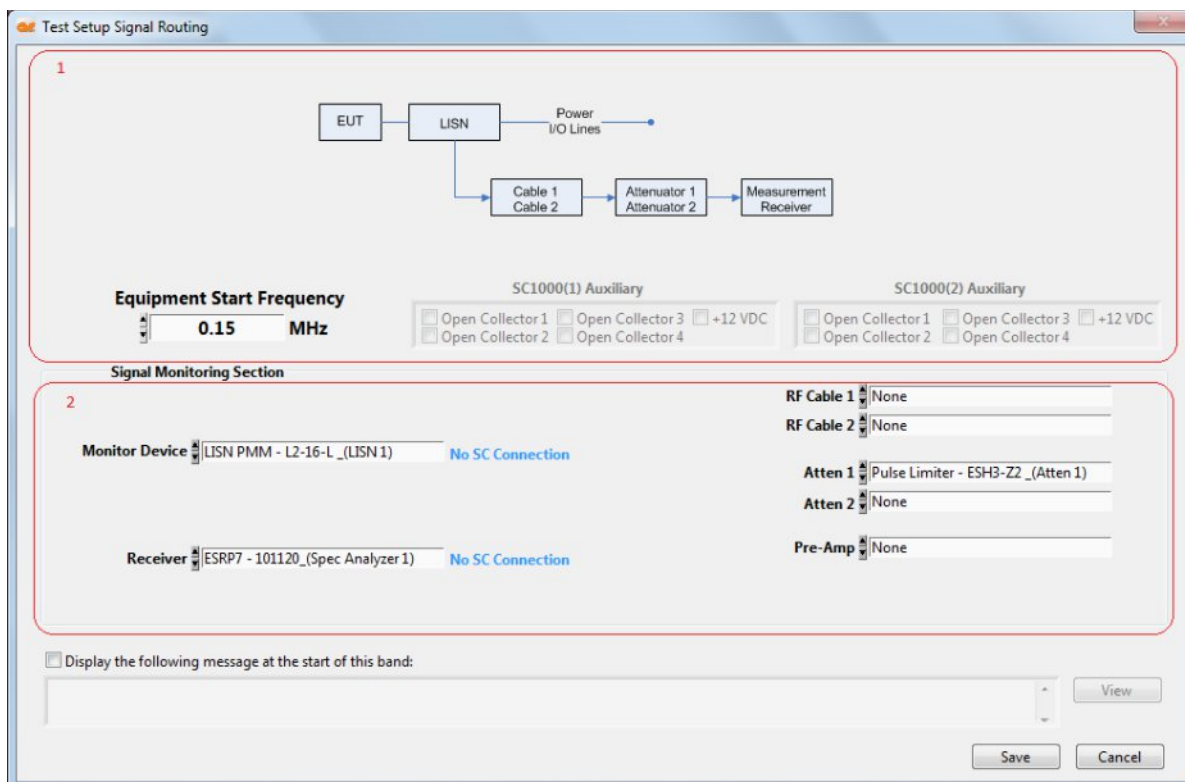 Test Setup Signal Routing
1
EUT
LISN
Power
I/O Lines
Cable 1
Cable 2
Attenuator 1
Attenuator 2
Measurement
Receiver
Equipment Start Frequency
0.15 MHz
SC1000(1) Auxiliary
Open Collector 1 Open Collector 3 +12 VDC
Open Collector 2 Open Collector 4
SC1000(2) Auxiliary
Open Collector 1 Open Collector 3 +12 VDC
Open Collector 2 Open Collector 4
Signal Monitoring Section
2
Monitor Device LISN PMM - L2-16-L _(LISN 1) No SC Connection
Receiver ESRP7 - 101120_(Spec Analyzer 1) No SC Connection
RF Cable 1 None
RF Cable 2 None
Atten 1 Pulse Limiter - ESH3-Z2 _(Atten 1)
Atten 2 None
Pre-Amp None
Display the following message at the start of this band:
View
Save Cancel